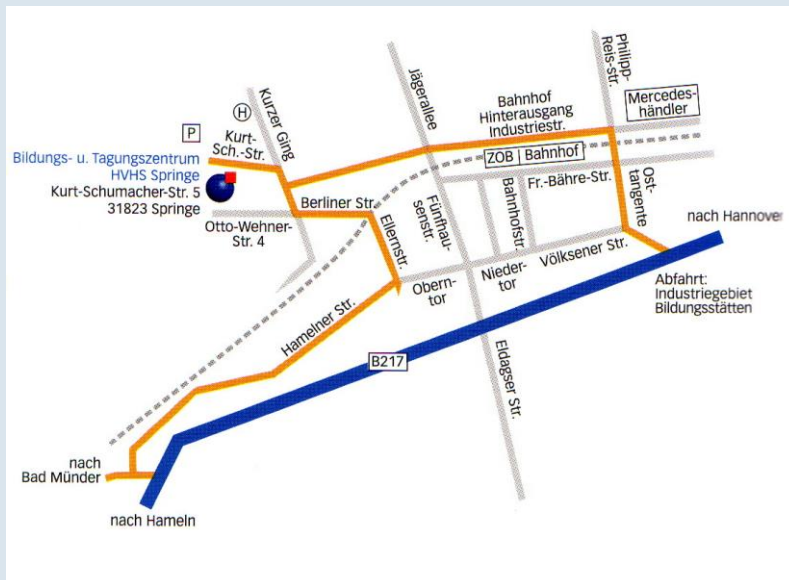 Philipp-
Reis-str.
Mercedes-
händler
Jägerallee
Bahnhof
Hinterausgang
Industriestr.
H
Kurzer Ging
P
Kurt-
Sch.-Str.
ZOB Bahnhof
Bildungs- u. Tagungszentrum
HVHS Springe
Kurt-Schumacher-Str. 5
31823 Springe
Fr.-Bähre-Str.
Ost-
tangente
Berliner Str.
Otto-Wehner-
Str. 4
Ellernstr.
Fünfhau-
senstr.
Bahnhofstr.
nach Hannover
Völksener Str.
Obern-
tor
Nieder-
tor
Abfahrt:
Industriegebiet
Bildungsstätten
Hamelner Str.
B217
Eldagser Str.
nach
Bad Münder
nach Hameln